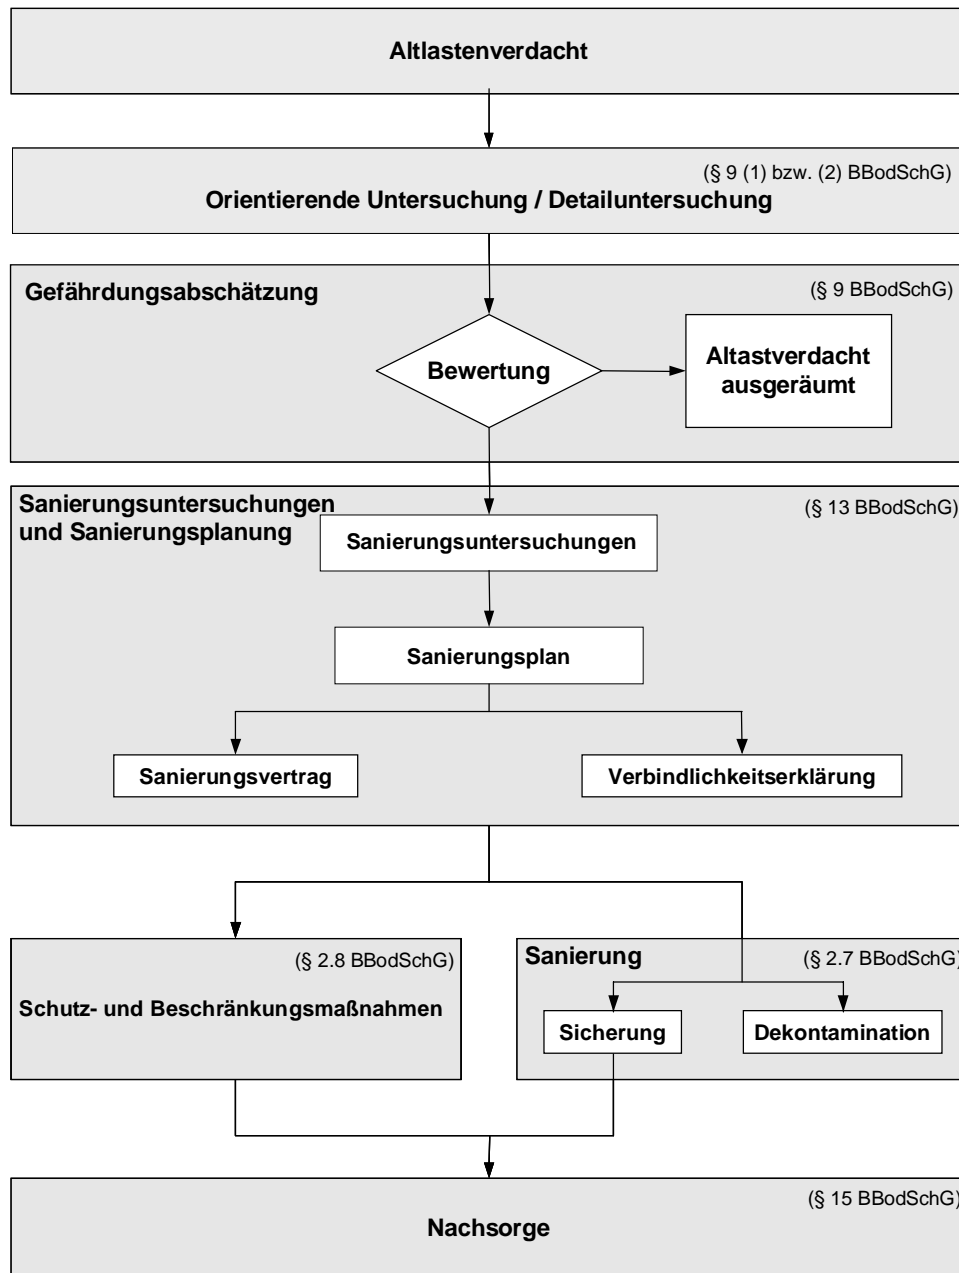 Altlastenverdacht
(§ 9 (1) bzw. (2) BBodSchG)
Orientierende Untersuchung / Detailuntersuchung
Gefährdungsabschätzung
(§ 9 BBodSchG)
Bewertung
Altastverdacht
ausgeräumt
Sanierungsuntersuchungen
und Sanierungsplanung
(§ 13 BBodSchG)
Sanierungsuntersuchungen
Sanierungsplan
Sanierungsvertrag
Verbindlichkeitserklärung
(§ 2.8 BBodSchG)
Schutz- und Beschränkungsmaßnahmen
Sanierung
(§ 2.7 BBodSchG)
Sicherung
Dekontamination
(§ 15 BBodSchG)
Nachsorge